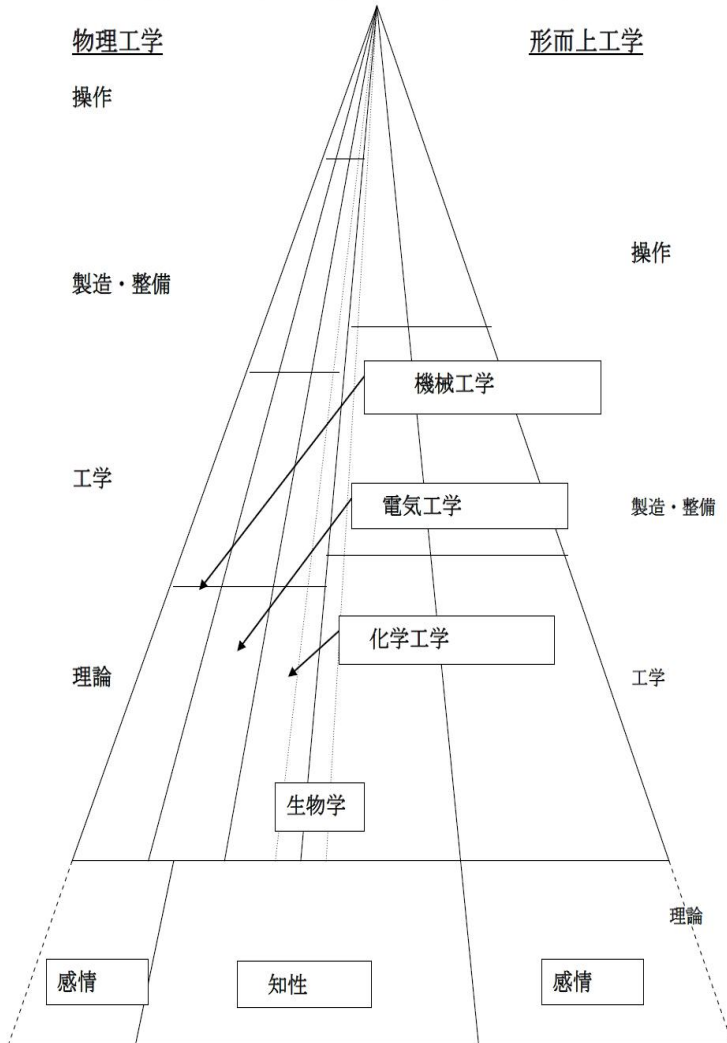 物理工学
形而上工学
操作
操作
製造・整備
機械工学
工学
電気工学
製造・整備
化学工学
理論
工学
生物学
理論
感情
知性
感情